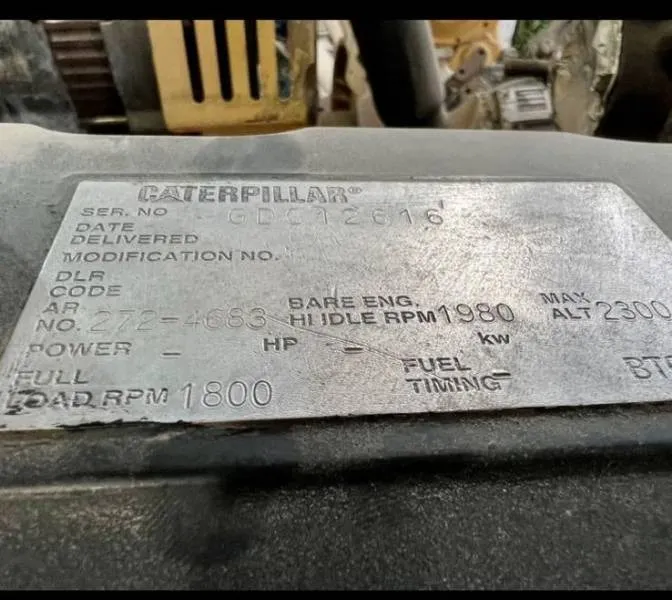 CATERPILLAR®
SER. NO GDC12616
DATE
DELIVERED
MODIFICATION NO.
DLR
CODE
AR
NO. 272-4683 BARE ENG.
HI IDLE RPM 1980 MAX
ALT 2300
POWER – HP – kw
FULL
LOAD RPM 1800 FUEL
TIMING –